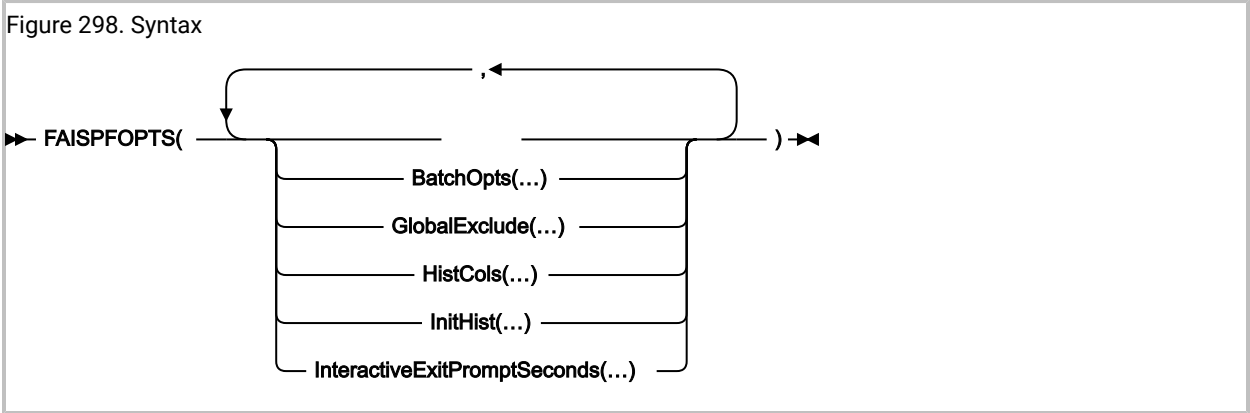 Figure 298. Syntax
,
FAISPFOPTS( )
BatchOpts(…)
GlobalExclude(…)
HistCols(…)
InitHist(…)
InteractiveExitPromptSeconds(…)